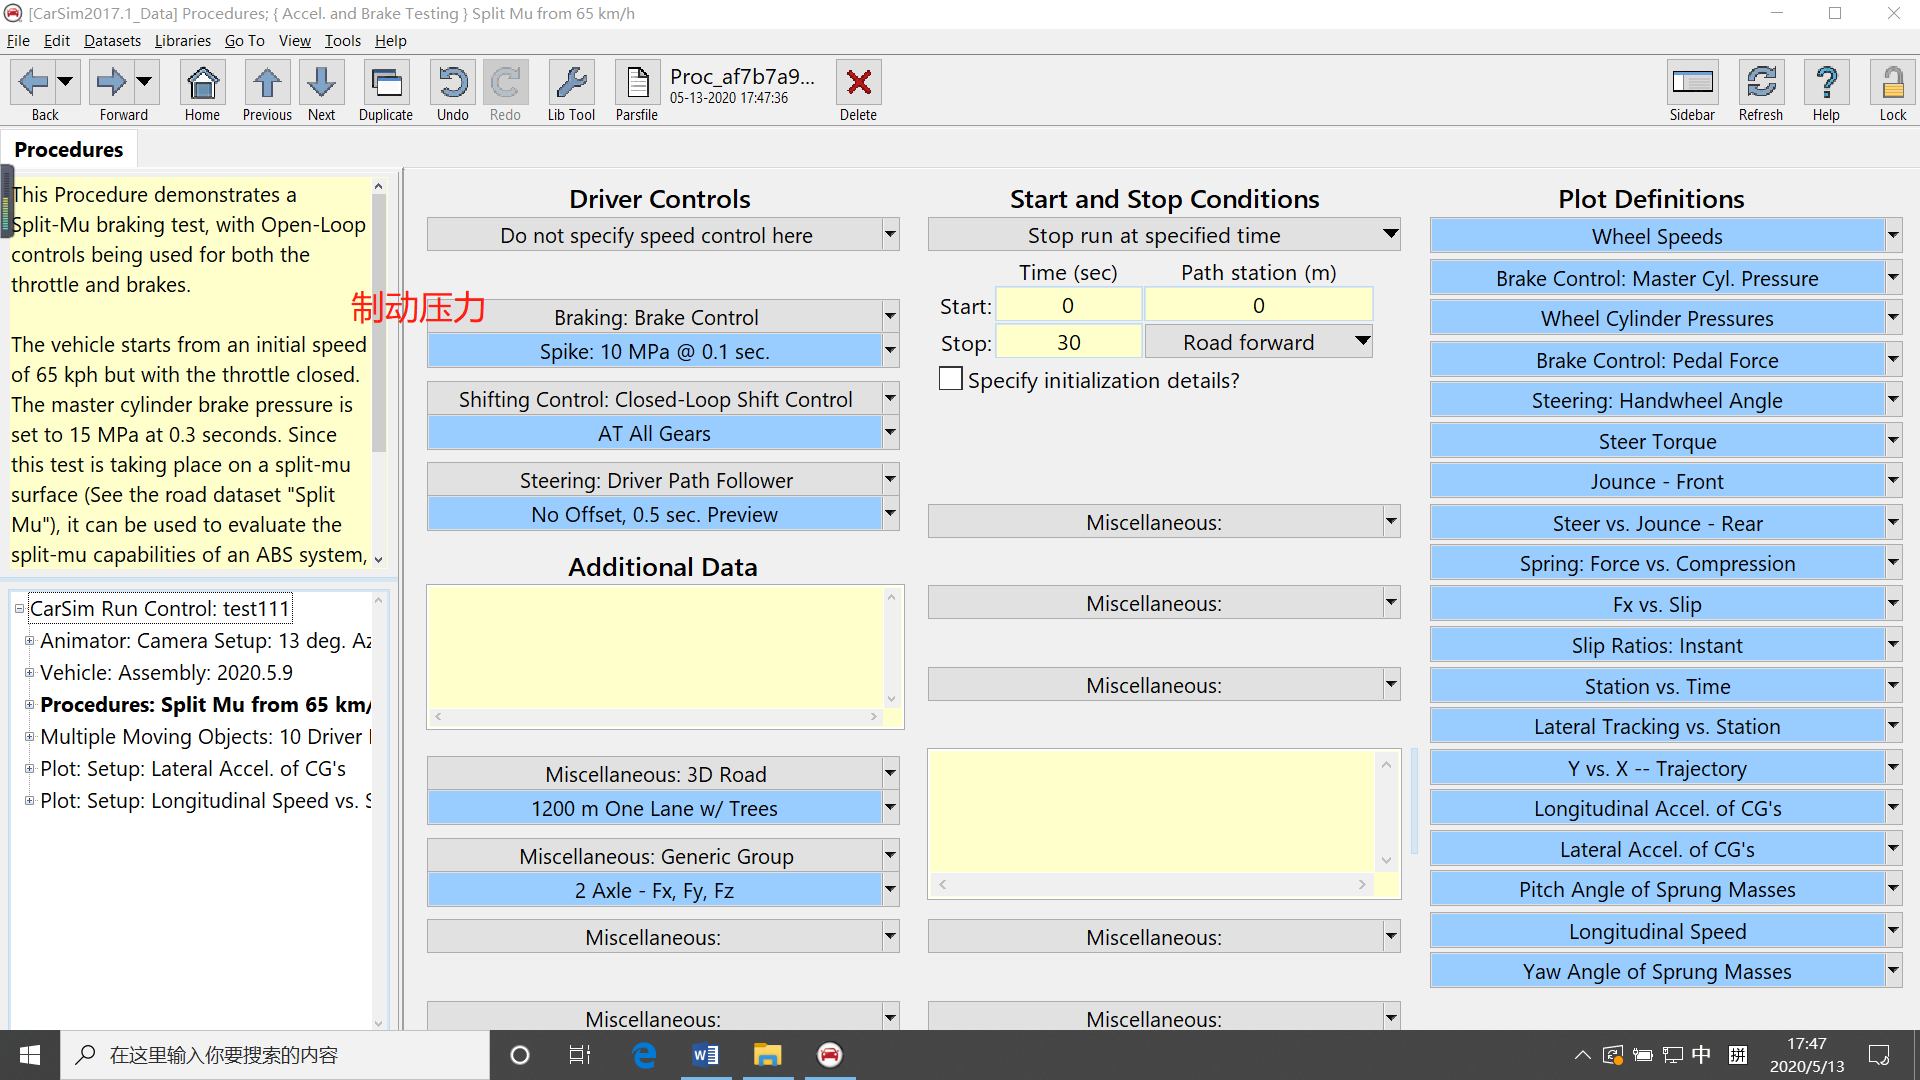 [CarSim2017.1_Data] Procedures; { Accel. and Brake Testing } Split Mu from 65 km/h
File Edit Datasets Libraries Go To View Tools Help
Back Forward Home Previous Next Duplicate Undo Redo Lib Tool Parsfile Proc_af7b7a9... 05-13-2020 17:47:36 Delete Sidebar Refresh Help Lock
Procedures
This Procedure demonstrates a
Split-Mu braking test, with Open-Loop
controls being used for both the
throttle and brakes.
The vehicle starts from an initial speed
of 65 kph but with the throttle closed.
The master cylinder brake pressure is
set to 15 MPa at 0.3 seconds. Since
this test is taking place on a split-mu
surface (See the road dataset "Split
Mu"), it can be used to evaluate the
split-mu capabilities of an ABS system,
CarSim Run Control: test111
Animator: Camera Setup: 13 deg. Az
Vehicle: Assembly: 2020.5.9
Procedures: Split Mu from 65 km/
Multiple Moving Objects: 10 Driver
Plot: Setup: Lateral Accel. of CG's
Plot: Setup: Longitudinal Speed vs. S
Driver Controls
Do not specify speed control here
制动压力
Braking: Brake Control
Spike: 10 MPa @ 0.1 sec.
Shifting Control: Closed-Loop Shift Control
AT All Gears
Steering: Driver Path Follower
No Offset, 0.5 sec. Preview
Additional Data
Miscellaneous: 3D Road
1200 m One Lane w/ Trees
Miscellaneous: Generic Group
2 Axle - Fx, Fy, Fz
Miscellaneous:
Miscellaneous:
Start and Stop Conditions
Stop run at specified time
Time (sec) Path station (m)
Start: 0 0
Stop: 30 Road forward
Specify initialization details?
Miscellaneous:
Miscellaneous:
Miscellaneous:
Miscellaneous:
Miscellaneous:
Plot Definitions
Wheel Speeds
Brake Control: Master Cyl. Pressure
Wheel Cylinder Pressures
Brake Control: Pedal Force
Steering: Handwheel Angle
Steer Torque
Jounce - Front
Steer vs. Jounce - Rear
Spring: Force vs. Compression
Fx vs. Slip
Slip Ratios: Instant
Station vs. Time
Lateral Tracking vs. Station
Y vs. X -- Trajectory
Longitudinal Accel. of CG's
Lateral Accel. of CG's
Pitch Angle of Sprung Masses
Longitudinal Speed
Yaw Angle of Sprung Masses
在这里输入你要搜索的内容
中 拼
17:47
2020/5/13